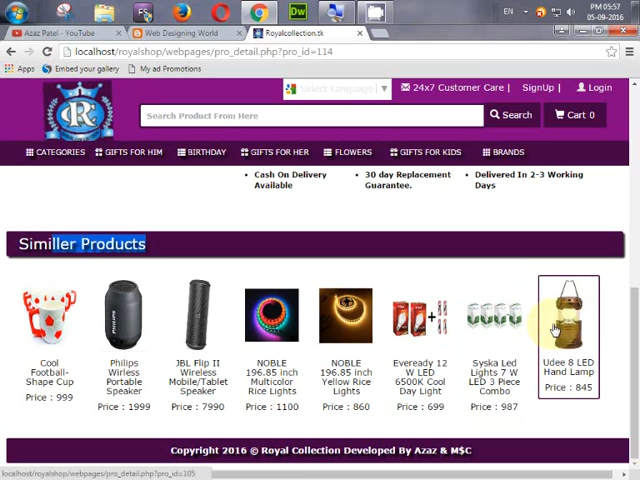 EN
PM 05:57
05-09-2016
Azaz Patel - YouTube
Web Designing World
Royalcollection.tk
localhost/royalshop/webpages/pro_detail.php?pro_id=114
Apps
Embed your gallery
My ad Promotions
Select Language
24x7 Customer Care |
SignUp |
Login
Search Product From Here
Search
Cart 0
CATEGORIES
GIFTS FOR HIM
BIRTHDAY
GIFTS FOR HER
FLOWERS
GIFTS FOR KIDS
BRANDS
• Cash On Delivery
Available
• 30 day Replacement
Guarantee.
• Delivered In 2-3 Working
Days
Similler Products
Cool
Football-
Shape Cup
Price : 999
Philips
Wirless
Portable
Speaker
Price : 1999
JBL Flip II
Wireless
Mobile/Tablet
Speaker
Price : 7990
NOBLE
196.85 inch
Multicolor
Rice Lights
Price : 1100
NOBLE
196.85 inch
Yellow Rice
Lights
Price : 860
Eveready 12
W LED
6500K Cool
Day Light
Price : 699
Syska Led
Lights 7 W
LED 3 Piece
Combo
Price : 987
Udee 8 LED
Hand Lamp
Price : 845
Copyright 2016 © Royal Collection Developed By Azaz & M$C
localhost/royalshop/webpages/pro_detail.php?pro_id=105